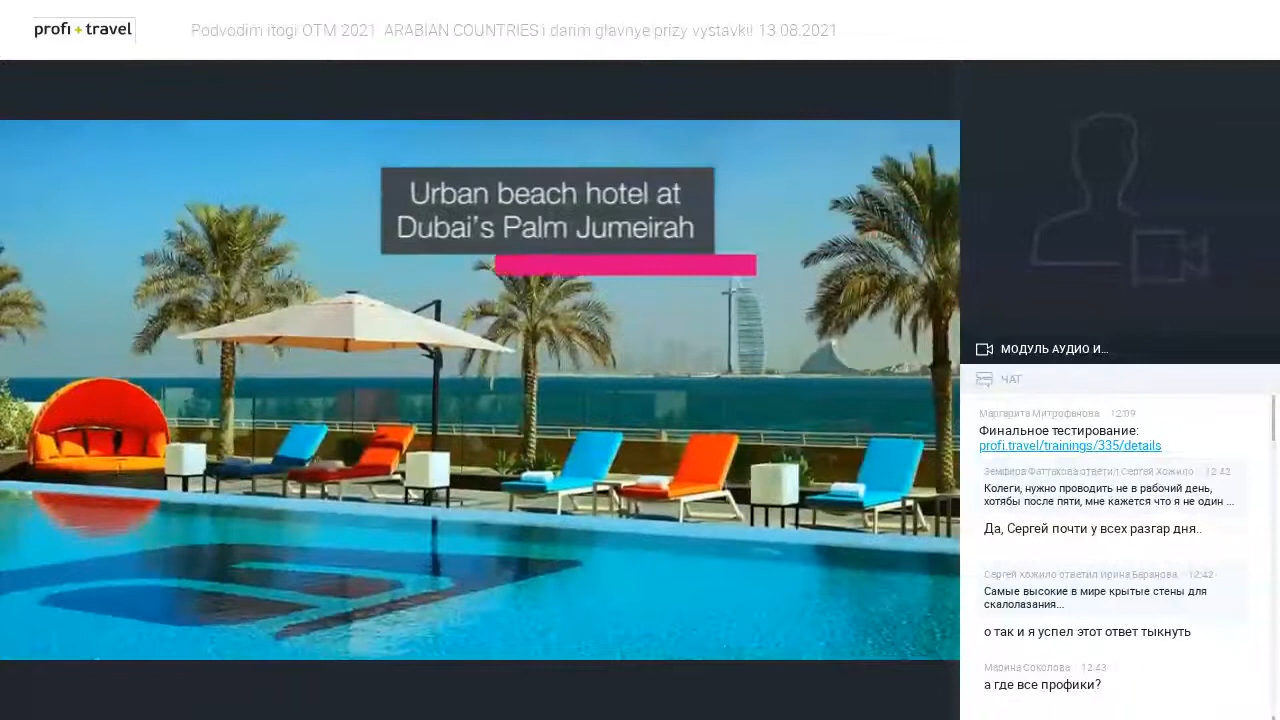 profi + travel
Podvodim itogi OTM 2021 ARABIAN COUNTRIES i darim glavnye prizy vystavki! 13.08.2021
Urban beach hotel at
Dubai's Palm Jumeirah
МОДУЛЬ АУДИО И...
ЧАТ
Маргарита Митрофанова 12:09
Финальное тестирование:
profi.travel/trainings/335/details
Земфира Фаттахова ответил Сергей Хожило 12:42
Колеги, нужно проводить не в рабочий день,
хотябы после пяти, мне кажется что я не один ...
Да, Сергей почти у всех разгар дня..
Сергей Хожило ответил Ирина Баранова 12:42
Самые высокие в мире крытые стены для
скалолазания...
о так и я успел этот ответ тыкнуть
Марина Соколова 12:43
а где все профики?